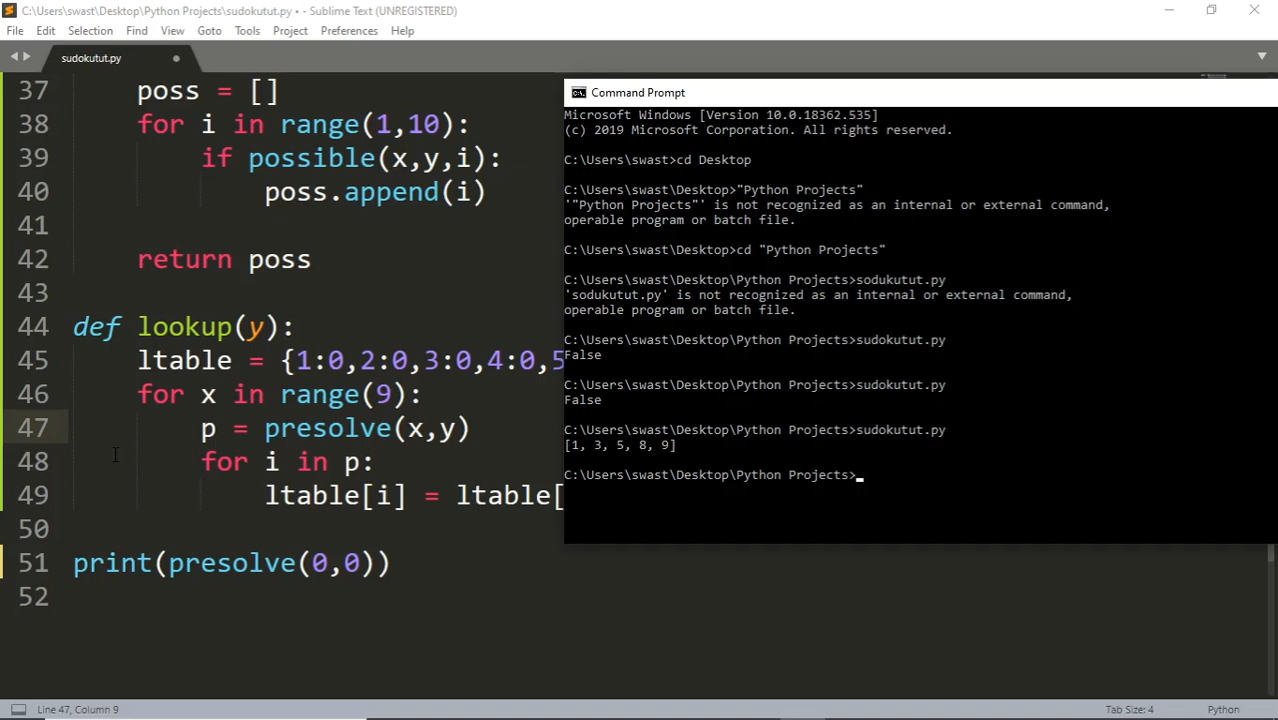 C:\Users\swast\Desktop\Python Projects\sudokutut.py • - Sublime Text (UNREGISTERED)
File Edit Selection Find View Goto Tools Project Preferences Help
sudokutut.py
37 poss = []
38 for i in range(1,10):
39 if possible(x,y,i):
40 poss.append(i)
41
42 return poss
43
44 def lookup(y):
45 ltable = {1:0,2:0,3:0,4:0,5
46 for x in range(9):
47 p = presolve(x,y)
48 for i in p:
49 ltable[i] = ltable[
50
51 print(presolve(0,0))
52
Command Prompt
Microsoft Windows [Version 10.0.18362.535]
(c) 2019 Microsoft Corporation. All rights reserved.
C:\Users\swast>cd Desktop
C:\Users\swast\Desktop>"Python Projects"
'"Python Projects"' is not recognized as an internal or external command,
operable program or batch file.
C:\Users\swast\Desktop>cd "Python Projects"
C:\Users\swast\Desktop\Python Projects>sodukutut.py
'sodukutut.py' is not recognized as an internal or external command,
operable program or batch file.
C:\Users\swast\Desktop\Python Projects>sudokutut.py
False
C:\Users\swast\Desktop\Python Projects>sudokutut.py
False
C:\Users\swast\Desktop\Python Projects>sudokutut.py
[1, 3, 5, 8, 9]
C:\Users\swast\Desktop\Python Projects>
Line 47, Column 9
Tab Size: 4
Python